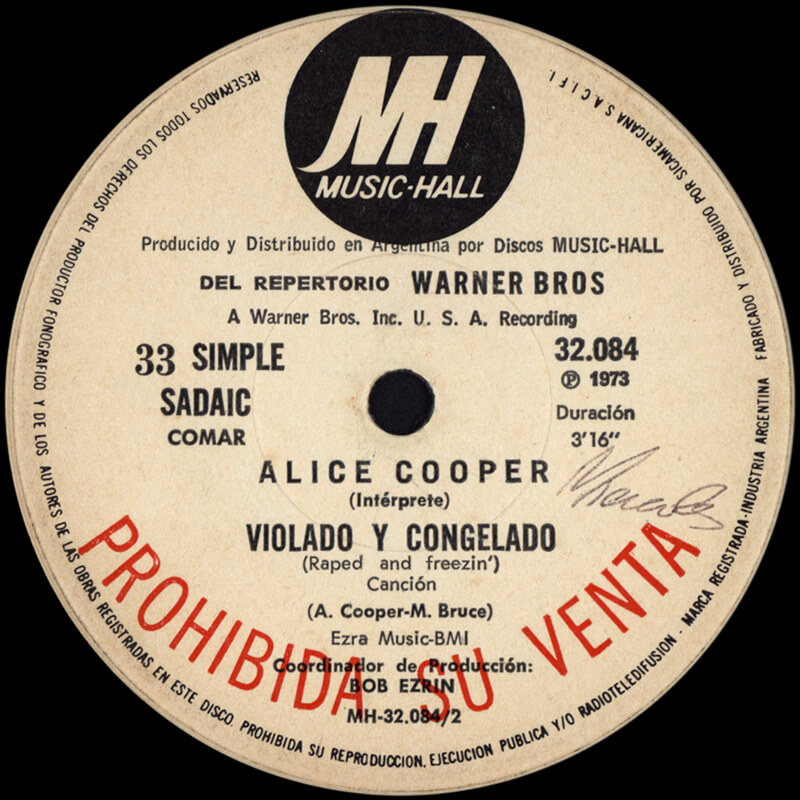 MH
MUSIC-HALL
Producido y Distribuido en Argentina por Discos MUSIC-HALL
DEL REPERTORIO WARNER BROS
A Warner Bros. Inc. U. S. A. Recording
33 SIMPLE
SADAIC
COMAR
32.084
℗ 1973
Duración
3'16"
ALICE COOPER
(Intérprete)
VIOLADO Y CONGELADO
(Raped and freezin')
Canción
(A. Cooper-M. Bruce)
Ezra Music-BMI
Coordinador de Producción:
BOB EZRIN
MH-32.084/2
PROHIBIDA SU VENTA
RESERVADOS TODOS LOS DERECHOS DEL PRODUCTOR FONOGRAFICO Y DE LOS AUTORES DE LAS OBRAS REGISTRADAS EN ESTE DISCO. PROHIBIDA SU REPRODUCCION, EJECUCION PUBLICA Y/O RADIOTELEDIFUSION - MARCA REGISTRADA-INDUSTRIA ARGENTINA FABRICADO Y DISTRIBUIDO POR SICAMERICANA S.A.C.I.F.I.